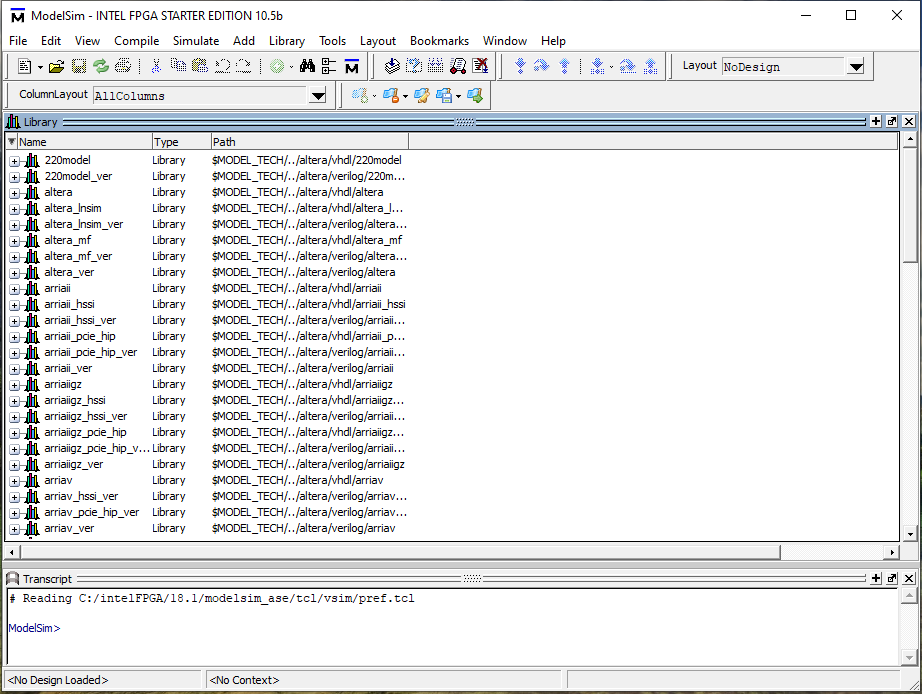 ModelSim - INTEL FPGA STARTER EDITION 10.5b
File Edit View Compile Simulate Add Library Tools Layout Bookmarks Window Help
Layout NoDesign
ColumnLayout AllColumns
Library
Name Type Path
220model Library $MODEL_TECH/../altera/vhdl/220model
220model_ver Library $MODEL_TECH/../altera/verilog/220m...
altera Library $MODEL_TECH/../altera/vhdl/altera
altera_lnsim Library $MODEL_TECH/../altera/vhdl/altera_l...
altera_lnsim_ver Library $MODEL_TECH/../altera/verilog/altera...
altera_mf Library $MODEL_TECH/../altera/vhdl/altera_mf
altera_mf_ver Library $MODEL_TECH/../altera/verilog/altera...
altera_ver Library $MODEL_TECH/../altera/verilog/altera
arriaii Library $MODEL_TECH/../altera/vhdl/arriaii
arriaii_hssi Library $MODEL_TECH/../altera/vhdl/arriaii_hssi
arriaii_hssi_ver Library $MODEL_TECH/../altera/verilog/arriaii...
arriaii_pcie_hip Library $MODEL_TECH/../altera/vhdl/arriaii_p...
arriaii_pcie_hip_ver Library $MODEL_TECH/../altera/verilog/arriaii...
arriaii_ver Library $MODEL_TECH/../altera/verilog/arriaii
arriaiigz Library $MODEL_TECH/../altera/vhdl/arriaiigz
arriaiigz_hssi Library $MODEL_TECH/../altera/vhdl/arriaiigz...
arriaiigz_hssi_ver Library $MODEL_TECH/../altera/verilog/arriaii...
arriaiigz_pcie_hip Library $MODEL_TECH/../altera/vhdl/arriaiigz...
arriaiigz_pcie_hip_v... Library $MODEL_TECH/../altera/verilog/arriaii...
arriaiigz_ver Library $MODEL_TECH/../altera/verilog/arriaiigz
arriav Library $MODEL_TECH/../altera/vhdl/arriav
arriav_hssi_ver Library $MODEL_TECH/../altera/verilog/arriav...
arriav_pcie_hip_ver Library $MODEL_TECH/../altera/verilog/arriav...
arriav_ver Library $MODEL_TECH/../altera/verilog/arriav
Transcript
# Reading C:/intelFPGA/18.1/modelsim_ase/tcl/vsim/pref.tcl
ModelSim>
<No Design Loaded> <No Context>